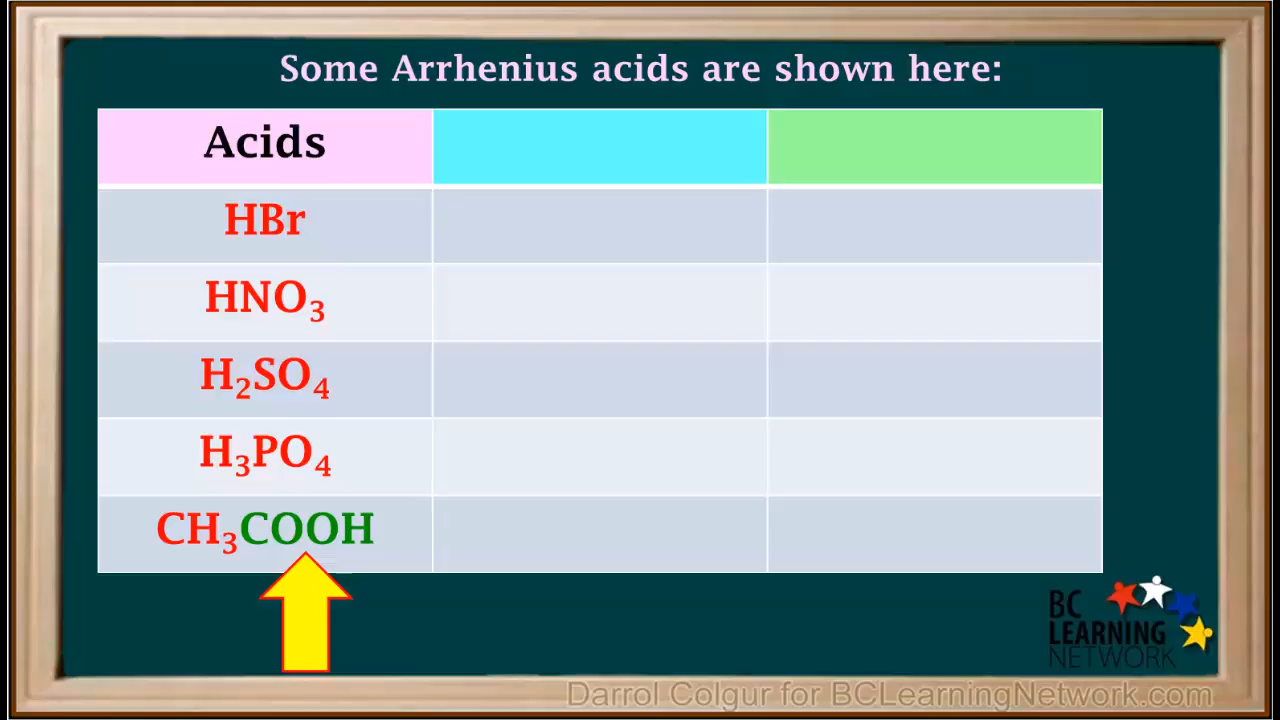 Some Arrhenius acids are shown here:
Acids
HBr
HNO₃
H₂SO₄
H₃PO₄
CH₃COOH
BC
LEARNING
NETWORK
Darrol Colgur for BCLearningNetwork.com